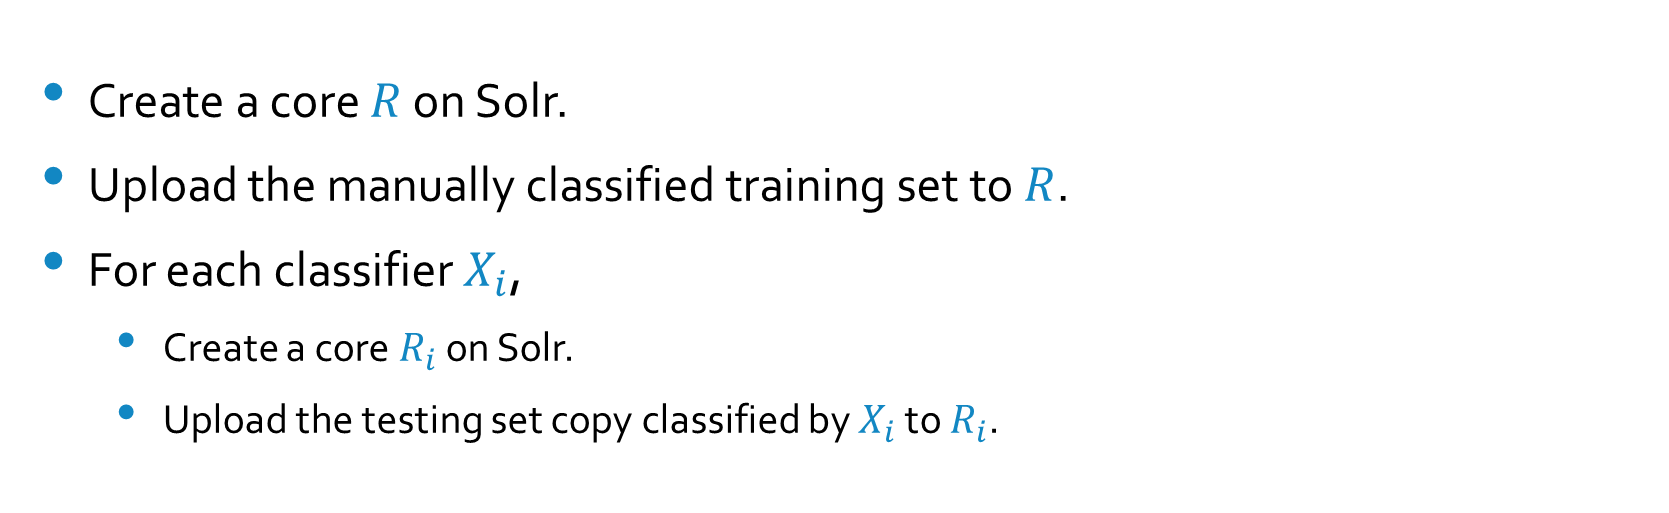 • Create a core R on Solr.
• Upload the manually classified training set to R.
• For each classifier Xᵢ,
• Create a core Rᵢ on Solr.
• Upload the testing set copy classified by Xᵢ to Rᵢ.